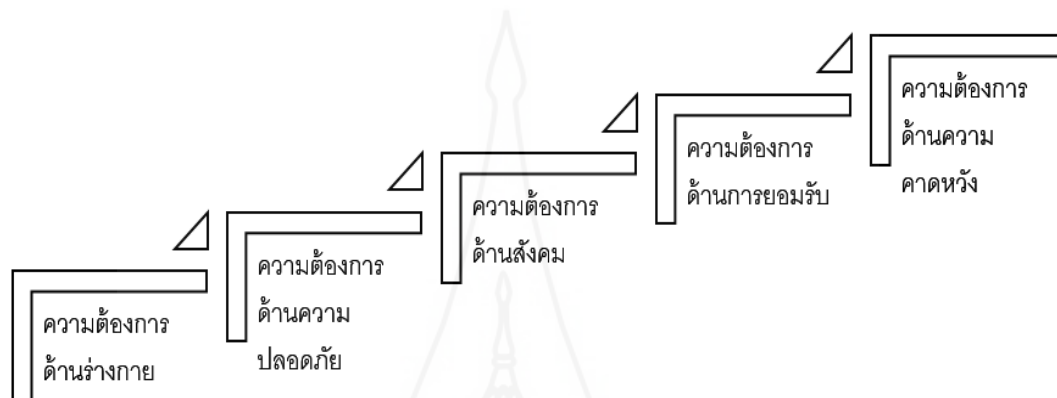 ความต้องการ
ด้านร่างกาย
ความต้องการ
ด้านความ
ปลอดภัย
ความต้องการ
ด้านสังคม
ความต้องการ
ด้านการยอมรับ
ความต้องการ
ด้านความ
คาดหวัง